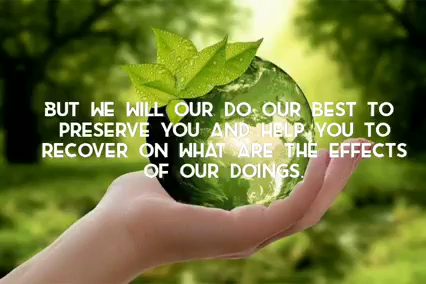 BUT WE WILL OUR DO OUR BEST TO
PRESERVE YOU AND HELP YOU TO
RECOVER ON WHAT ARE THE EFFECTS
OF OUR DOINGS.